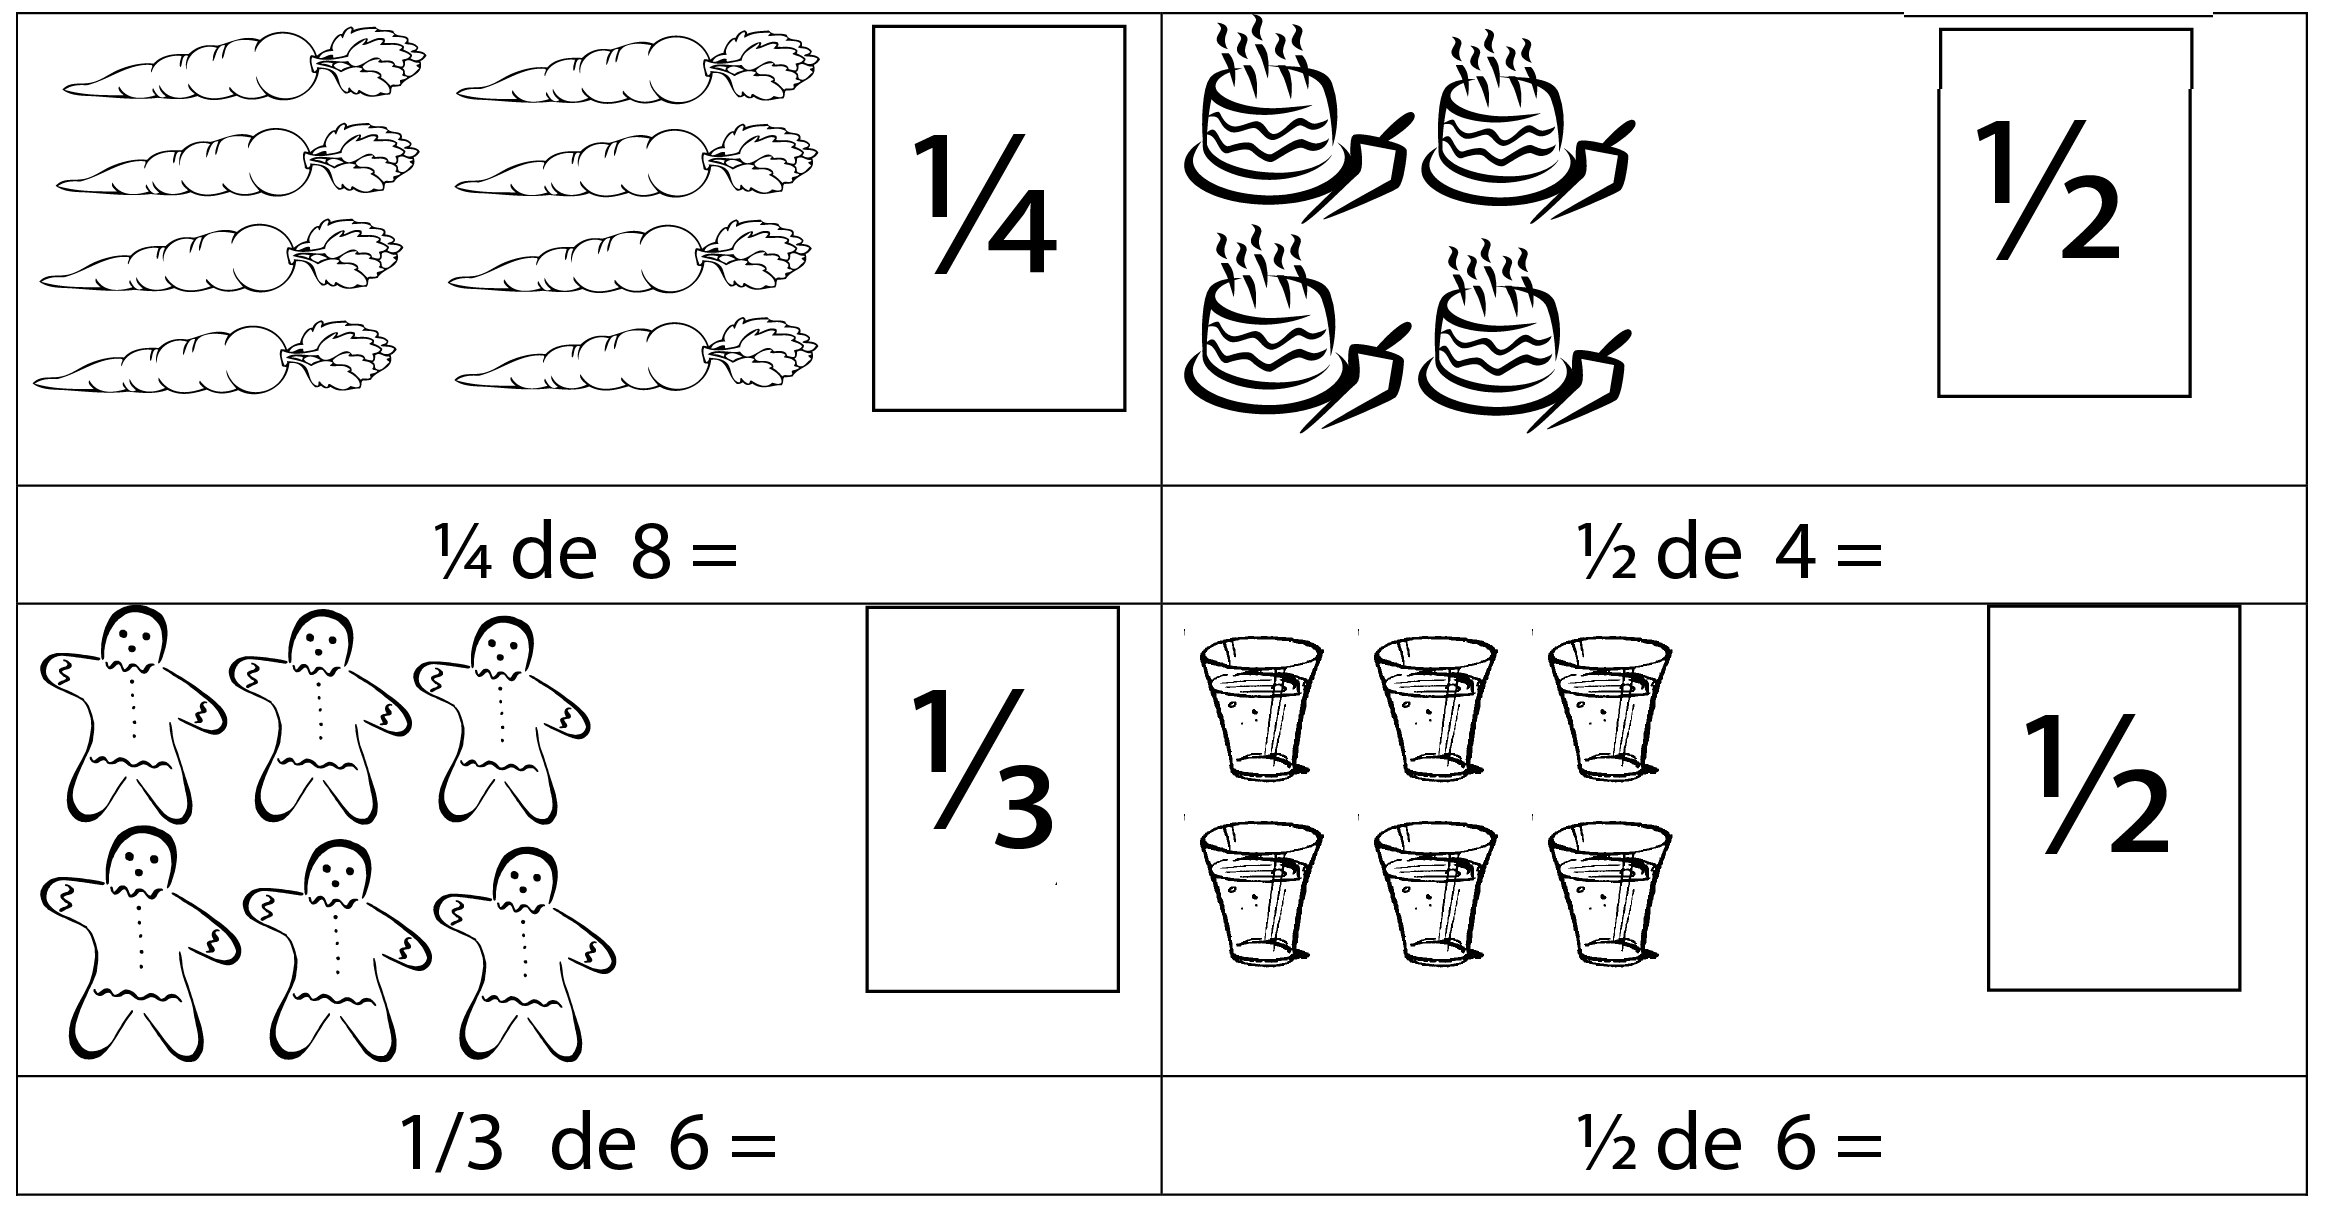 ¼
½
¼ de 8 =
½ de 4 =
⅓
½
1/3 de 6 =
½ de 6 =